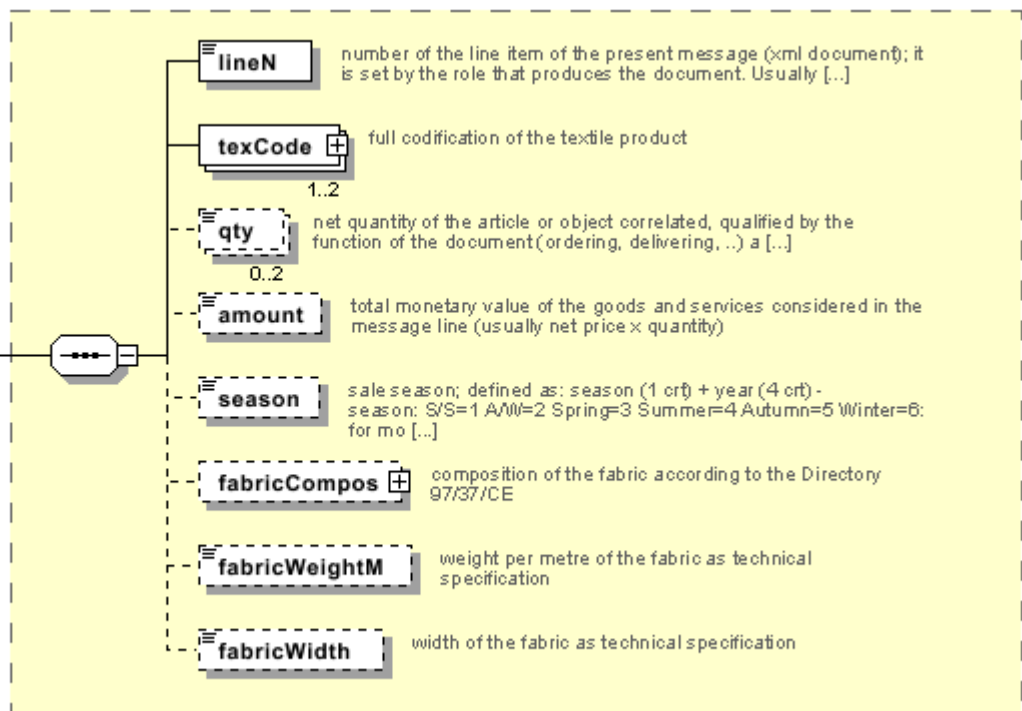 lineN
number of the line item of the present message (xml document); it
is set by the role that produces the document. Usually [...]
texCode
full codification of the textile product
1..2
qty
net quantity of the article or object correlated, qualified by the
function of the document (ordering, delivering, ..) a [...]
0..2
amount
total monetary value of the goods and services considered in the
message line (usually net price x quantity)
season
sale season; defined as: season (1 crt) + year (4 crt) -
season: S/S=1 A/W=2 Spring=3 Summer=4 Autumn=5 Winter=6:
for mo [...]
fabricCompos
composition of the fabric according to the Directory
97/37/CE
fabricWeightM
weight per metre of the fabric as technical
specification
fabricWidth
width of the fabric as technical specification